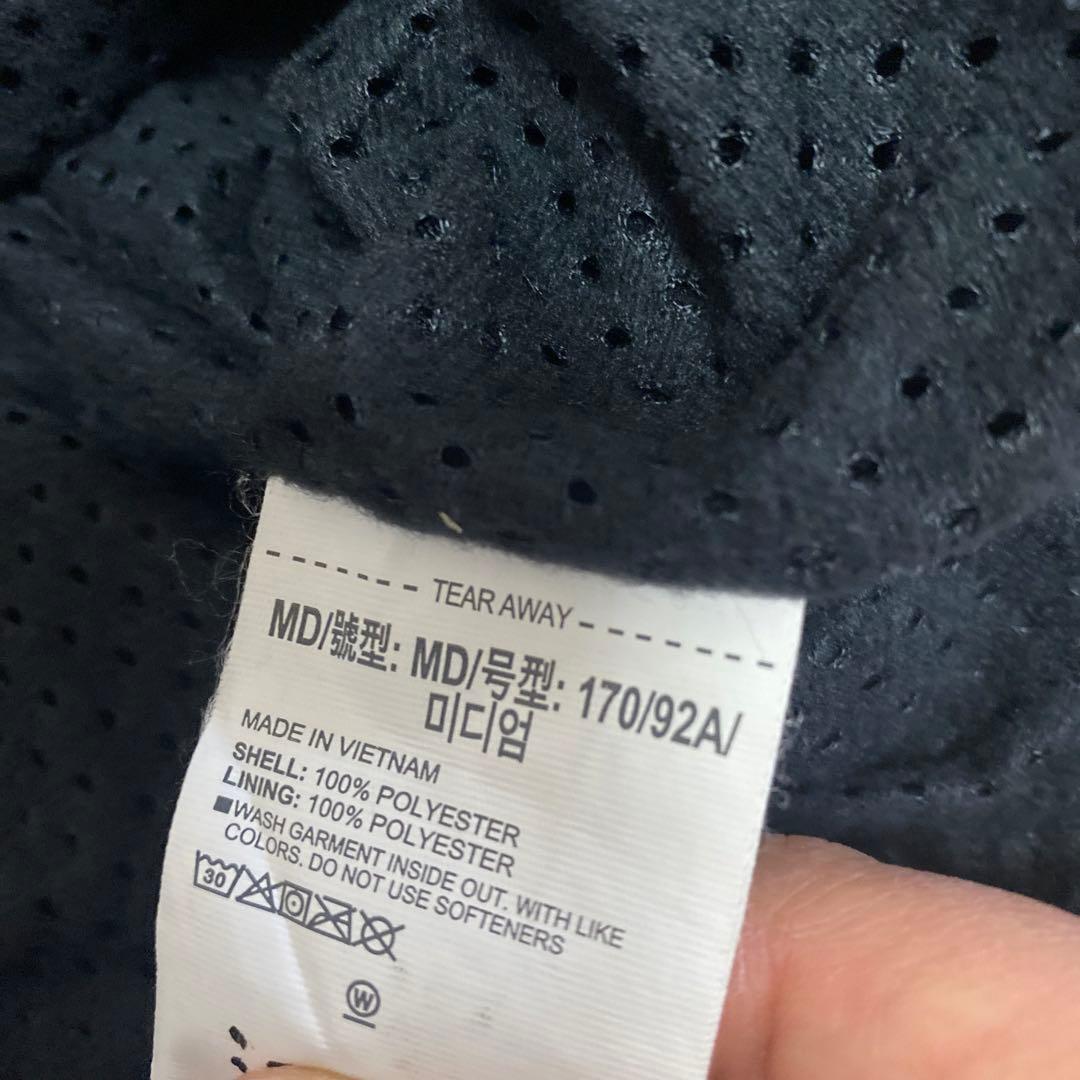 TEAR AWAY
MD/號型: MD/号型: 170/92A/
미디엄
MADE IN VIETNAM
SHELL: 100% POLYESTER
LINING: 100% POLYESTER
■WASH GARMENT INSIDE OUT. WITH LIKE
COLORS. DO NOT USE SOFTENERS
30
W